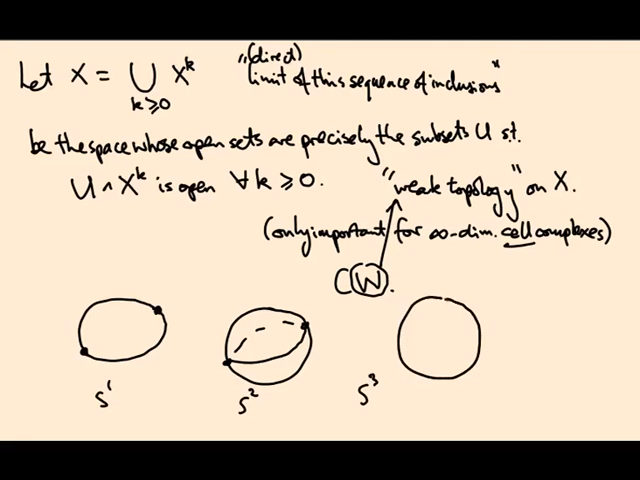 Let X = ⋃ X^k "(direct) limit of this sequence of inclusions"
k≥0
be the space whose open sets are precisely the subsets U s.t.
U ∩ X^k is open ∀ k ≥ 0. "weak topology" on X.
(only important for ∞-dim. cell complexes)
CW.
S^1 S^2 S^3